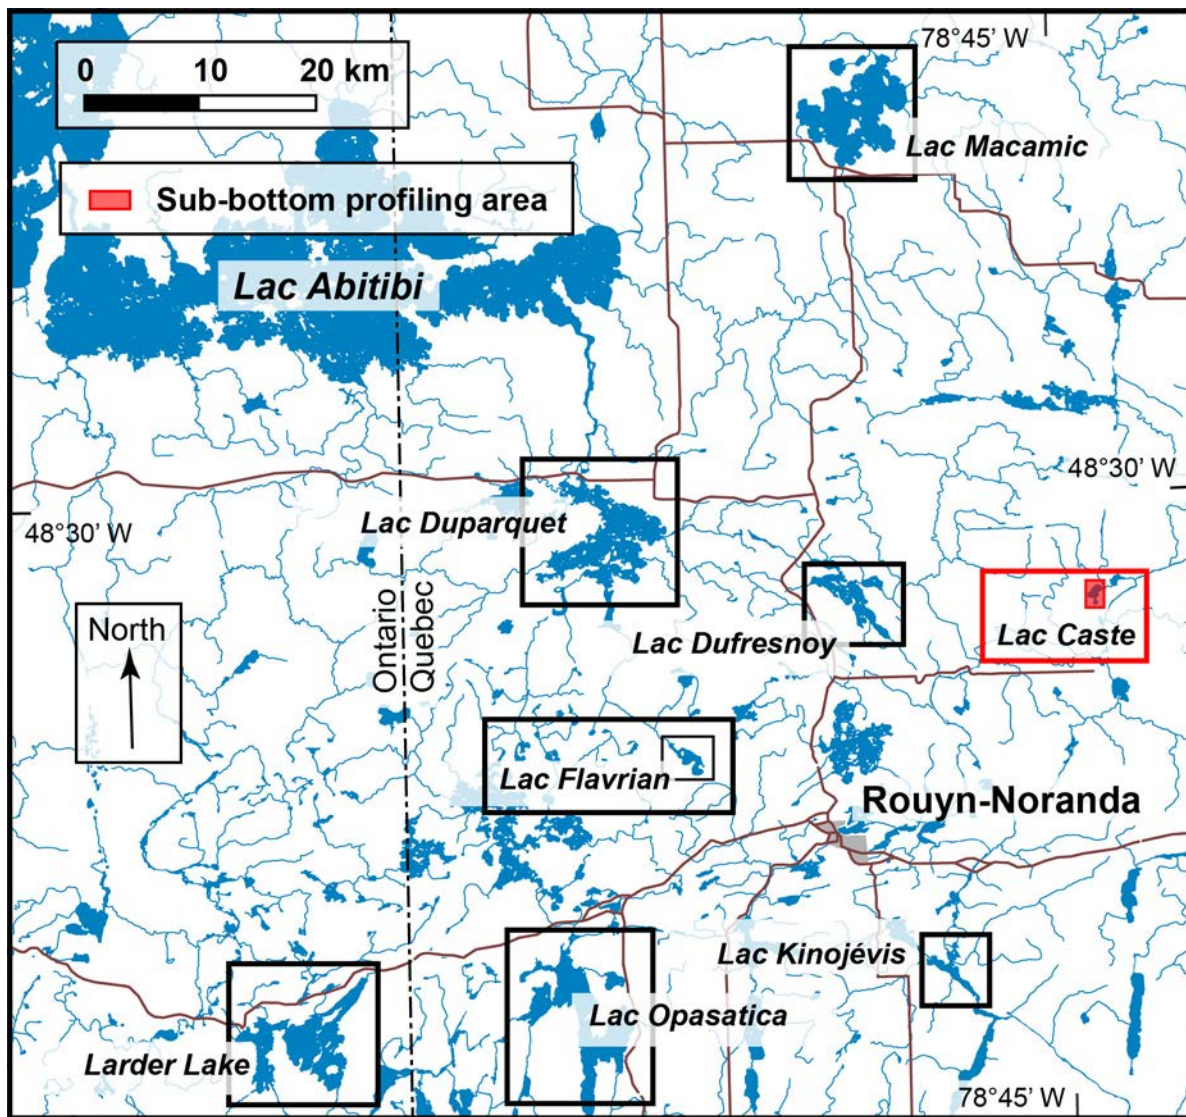 78°45’ W
0 10 20 km
Lac Macamic
Sub-bottom profiling area
Lac Abitibi
48°30’ W
Lac Duparquet
48°30’ W
Ontario
Quebec
North
Lac Dufresnoy
Lac Caste
Lac Flavrian
Rouyn-Noranda
Lac Kinojévis
Lac Opasatica
Larder Lake
78°45’ W